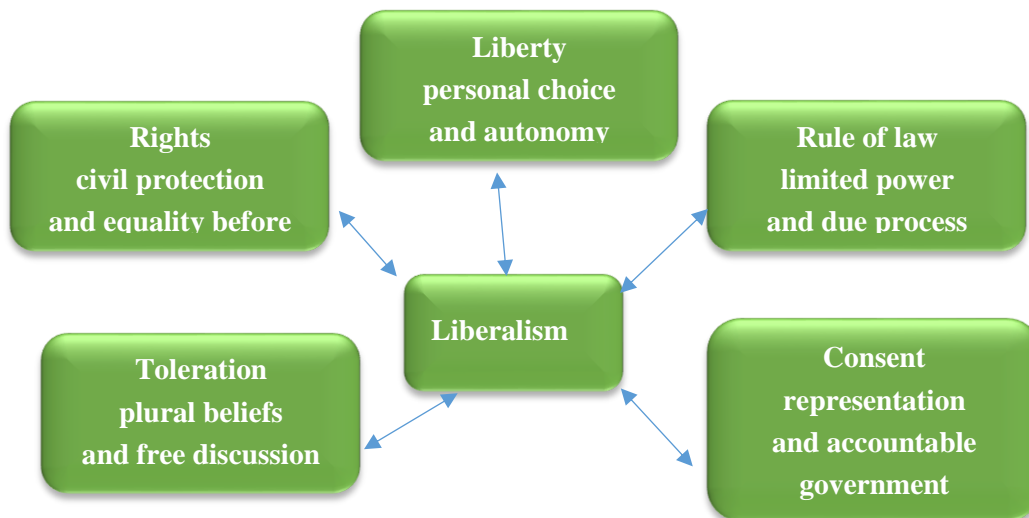 Liberty
personal choice
and autonomy
Rights
civil protection
and equality before
Rule of law
limited power
and due process
Liberalism
Toleration
plural beliefs
and free discussion
Consent
representation
and accountable
government